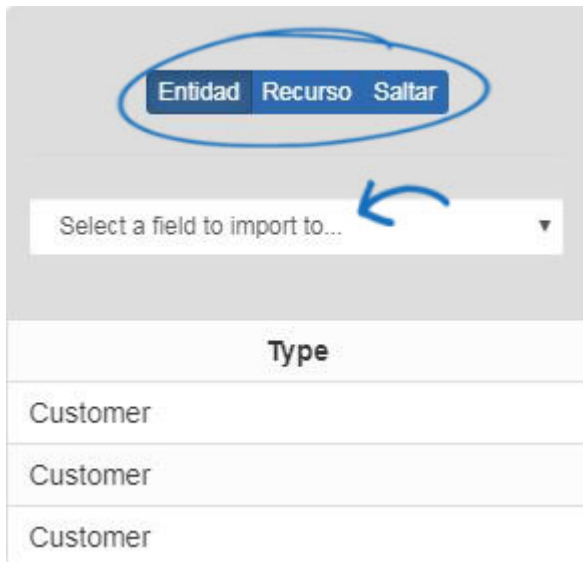 Entidad Recurso Saltar
Select a field to import to...
Type
Customer
Customer
Customer